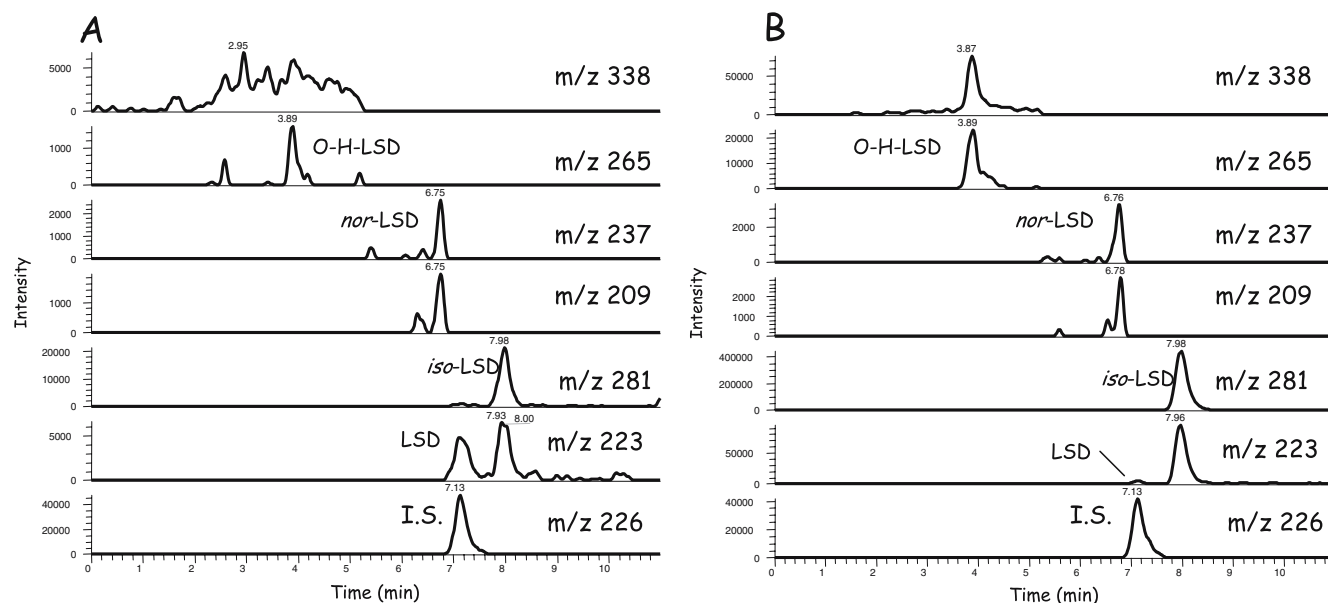 A
2.95
5000
0
m/z 338
3.89
1000
0
O-H-LSD
m/z 265
6.75
2000
1000
0
nor-LSD
m/z 237
6.75
1000
0
m/z 209
7.98
20000
10000
0
iso-LSD
m/z 281
7.93 8.00
5000
0
LSD
m/z 223
7.13
40000
20000
0
I.S.
m/z 226
0 1 2 3 4 5 6 7 8 9 10
Time (min)
Intensity
B
3.87
50000
0
m/z 338
3.89
20000
10000
0
O-H-LSD
m/z 265
6.76
2000
0
nor-LSD
m/z 237
6.78
2000
1000
0
m/z 209
7.98
400000
200000
0
iso-LSD
m/z 281
7.96
50000
0
LSD
m/z 223
7.13
40000
20000
0
I.S.
m/z 226
0 1 2 3 4 5 6 7 8 9 10
Time (min)
Intensity